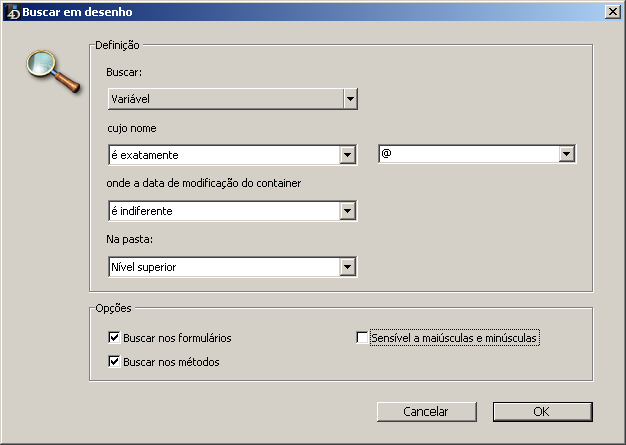 Buscar em desenho
Definição
Buscar:
Variável
cujo nome
é exatamente
@
onde a data de modificação do container
é indiferente
Na pasta:
Nível superior
Opções
Buscar nos formulários
Sensível a maiúsculas e minúsculas
Buscar nos métodos
Cancelar
OK